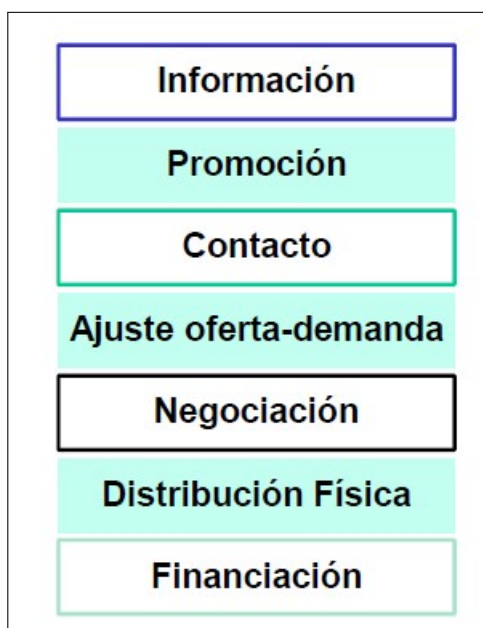 Información
Promoción
Contacto
Ajuste oferta-demanda
Negociación
Distribución Física
Financiación